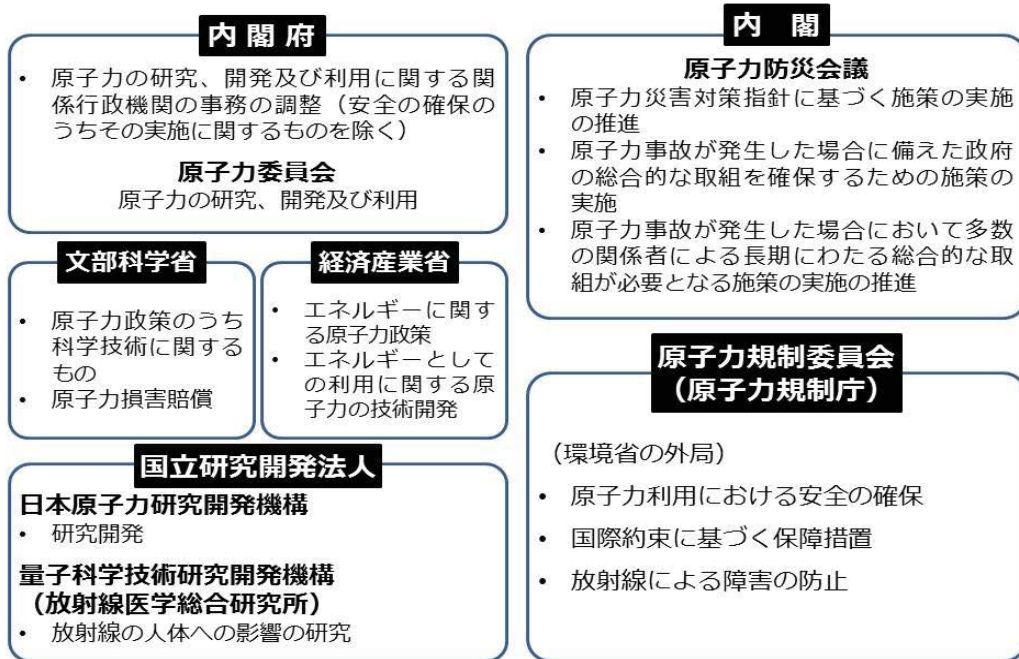 内閣府
• 原子力の研究、開発及び利用に関する関
係行政機関の事務の調整（安全の確保の
うちその実施に関するものを除く）
原子力委員会
原子力の研究、開発及び利用
文部科学省
• 原子力政策のうち
科学技術に関する
もの
• 原子力損害賠償
経済産業省
• エネルギーに関す
る原子力政策
• エネルギーとして
の利用に関する原
子力の技術開発
国立研究開発法人
日本原子力研究開発機構
• 研究開発
量子科学技術研究開発機構
（放射線医学総合研究所）
• 放射線の人体への影響の研究
内　閣
原子力防災会議
• 原子力災害対策指針に基づく施策の実施
の推進
• 原子力事故が発生した場合に備えた政府
の総合的な取組を確保するための施策の
実施
• 原子力事故が発生した場合において多数
の関係者による長期にわたる総合的な取
組が必要となる施策の実施の推進
原子力規制委員会
（原子力規制庁）
（環境省の外局）
• 原子力利用における安全の確保
• 国際約束に基づく保障措置
• 放射線による障害の防止